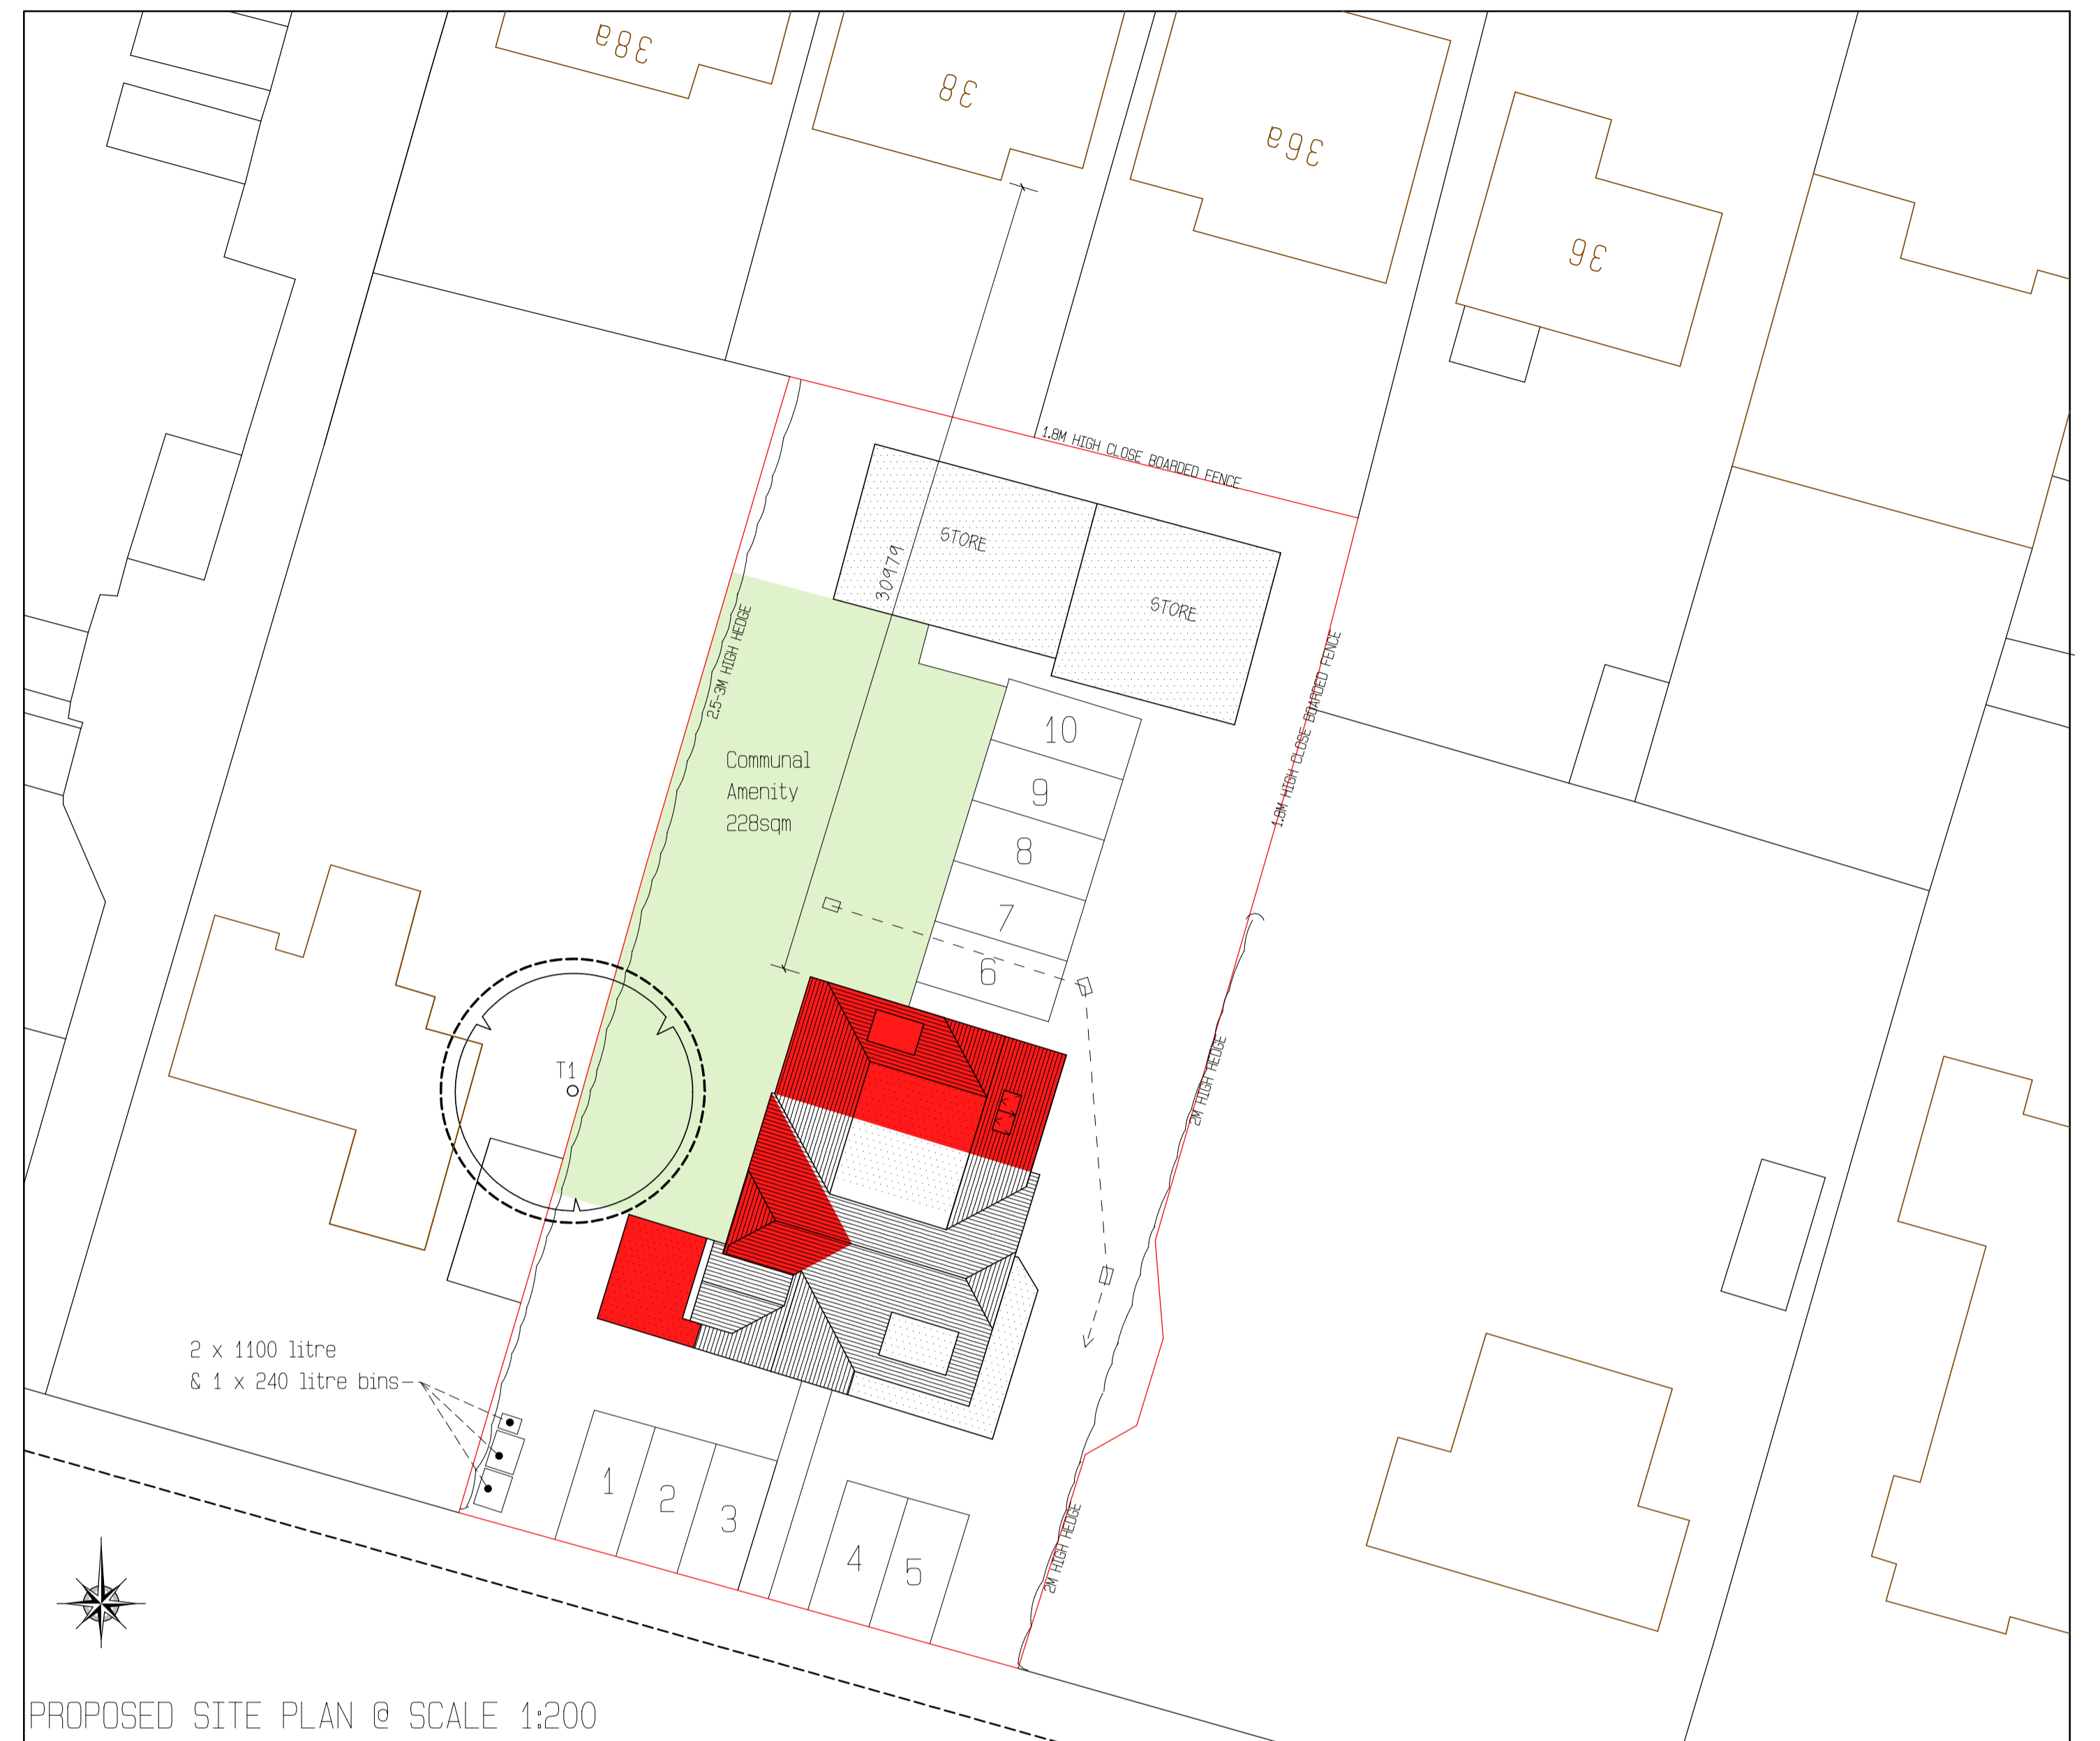 38a
38
36a
36
1.8M HIGH CLOSE BOARDED FENCE
STORE
30979
STORE
2.5-3M HIGH HEDGE
1.8M HIGH CLOSE BOARDED FENCE
10
Communal
Amenity
228sqm
9
8
7
6
T1
2M HIGH HEDGE
2 x 1100 litre
& 1 x 240 litre bins
1
2
3
4
5
2M HIGH HEDGE
PROPOSED SITE PLAN @ SCALE 1:200